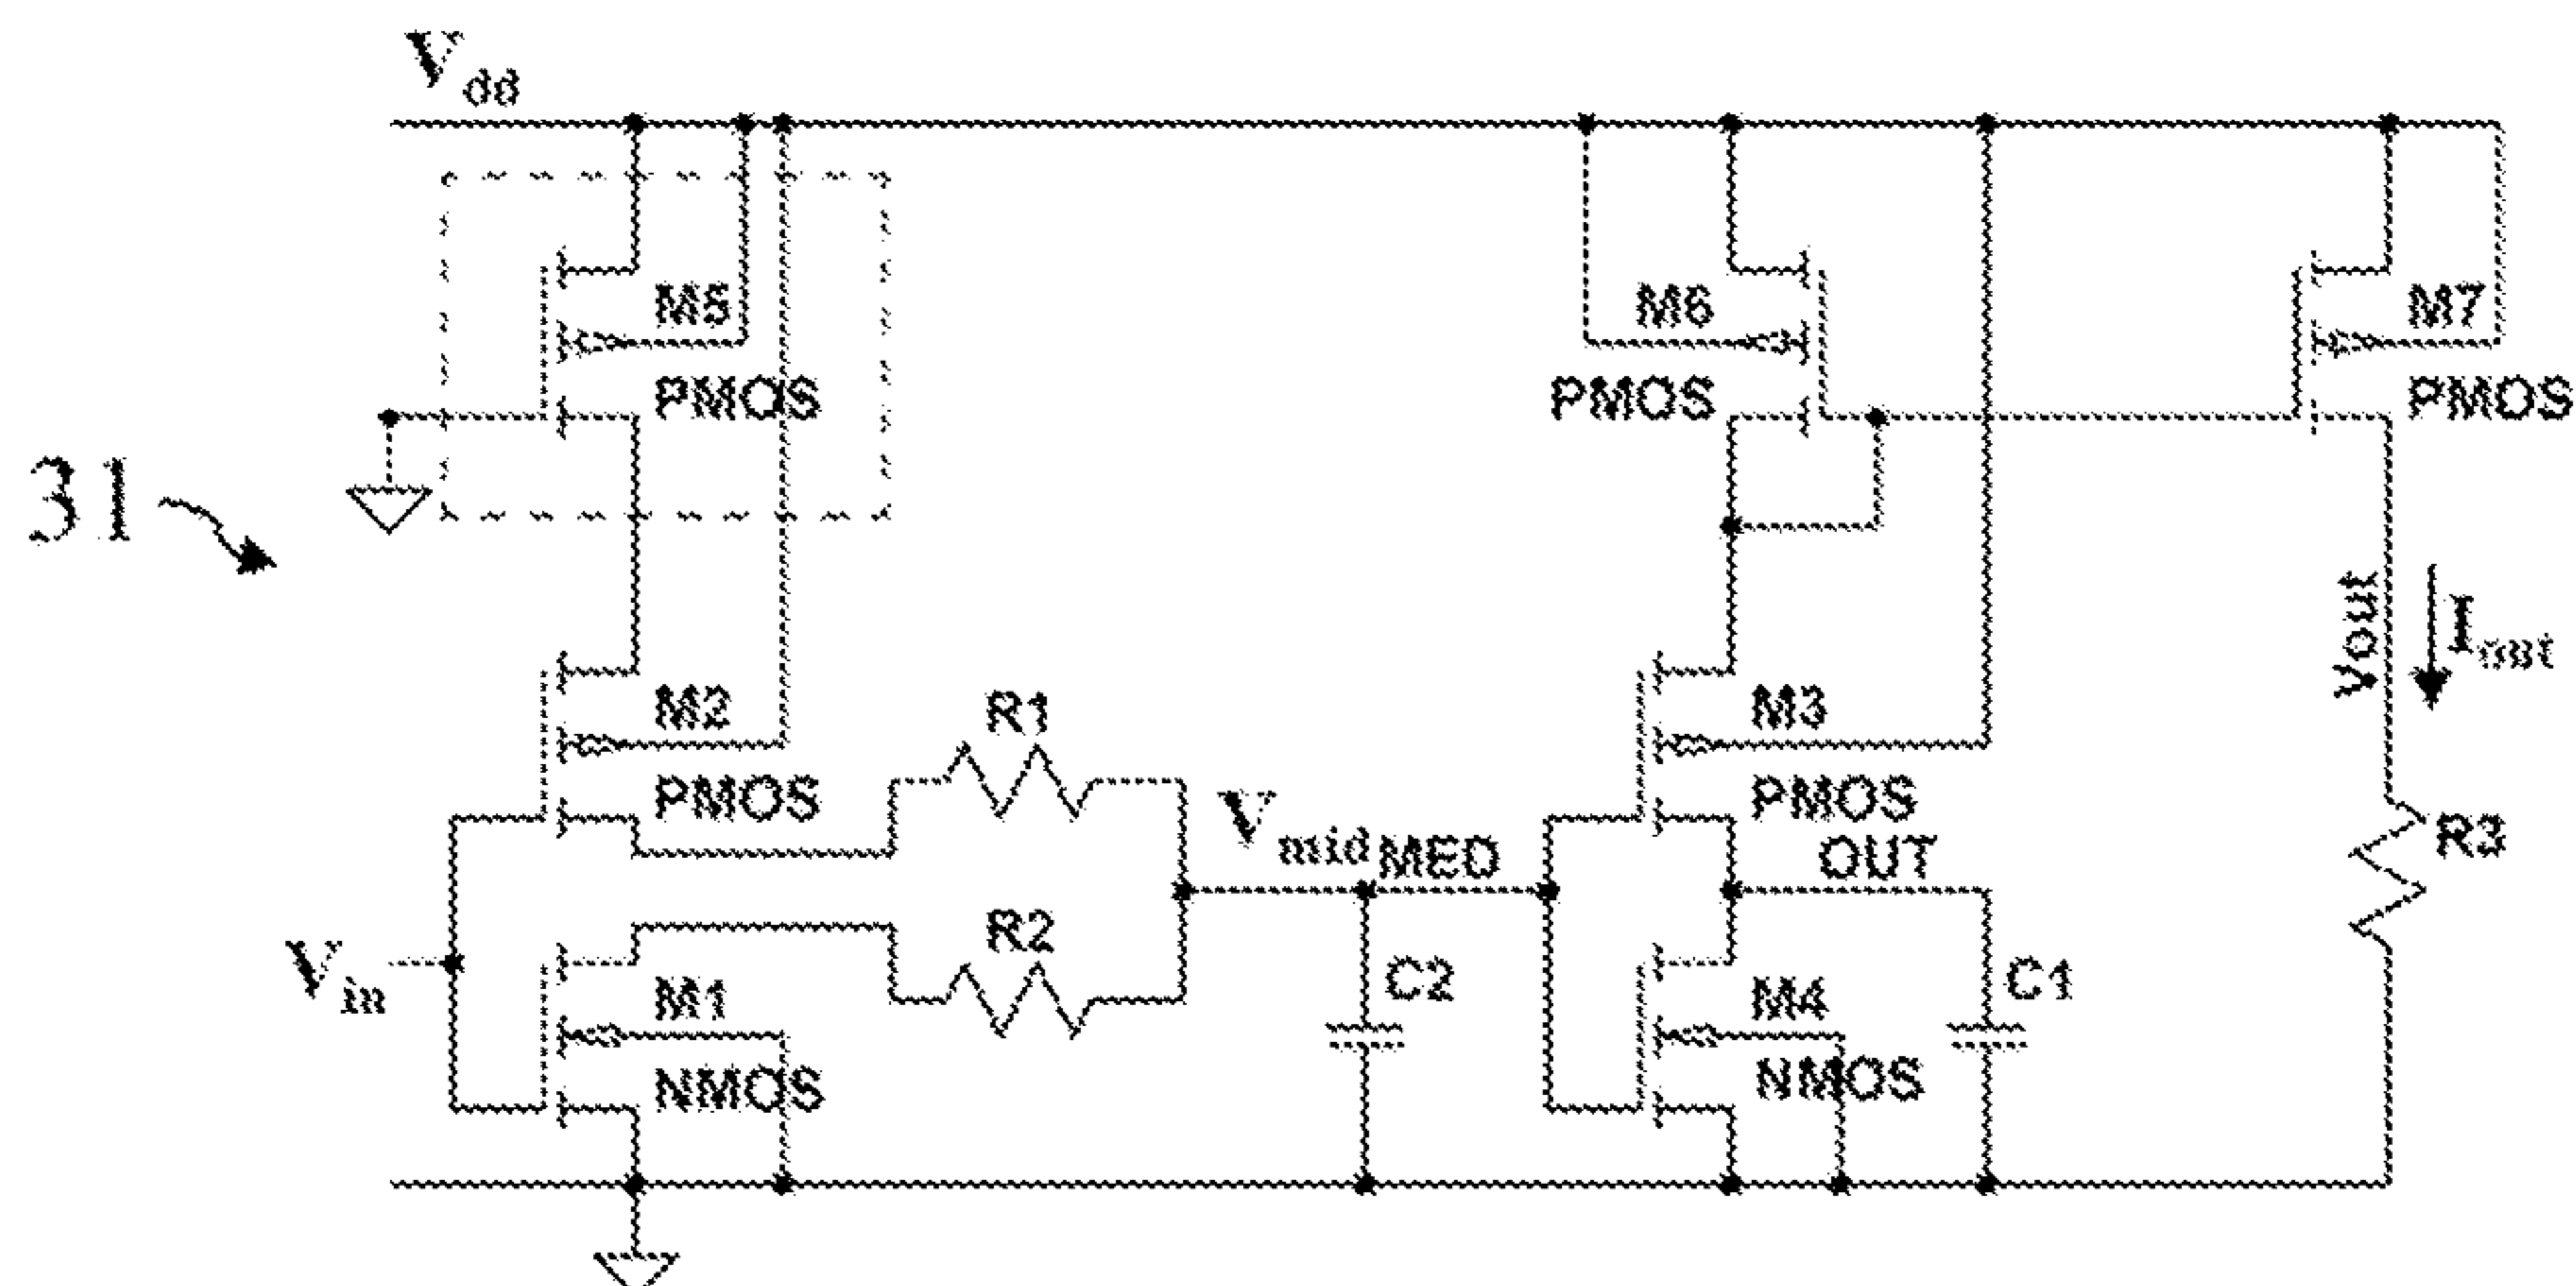 Vdd
M5
PMOS
M6
PMOS
M7
PMOS
31
M2
PMOS
R1
M3
PMOS
Vout
Iout
Vmid
MED
OUT
R3
Vin
M1
NMOS
R2
C2
M4
NMOS
C1